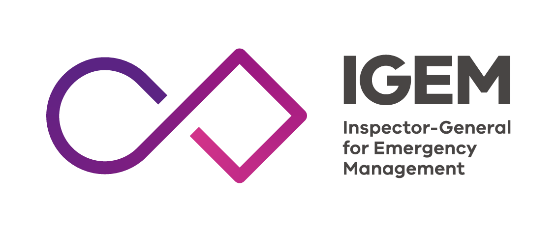 IGEM
Inspector-General
for Emergency
Management